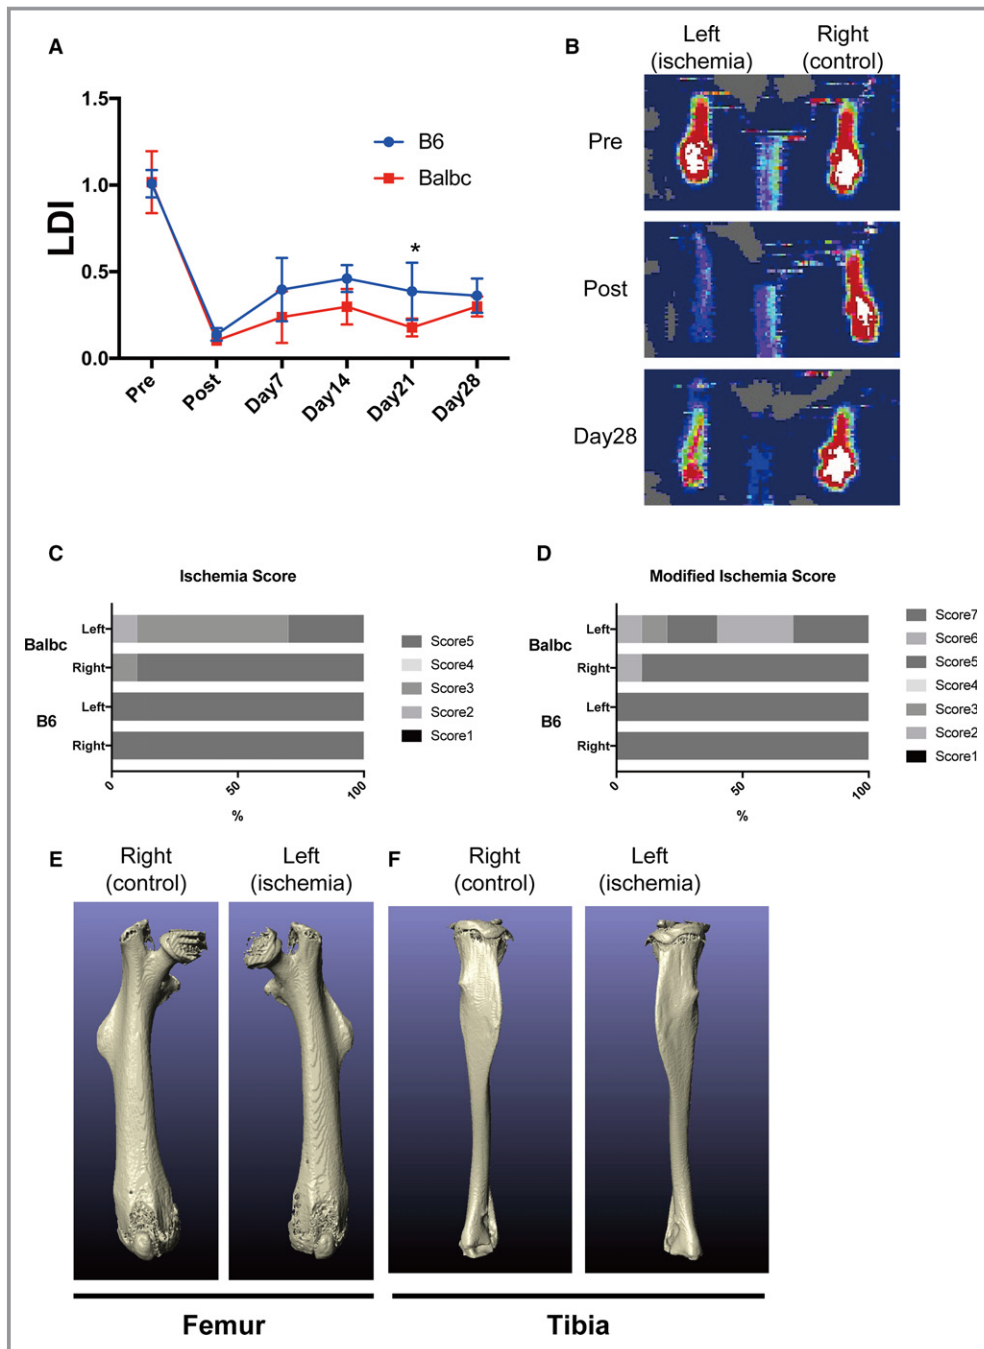 A
1.5
1.0
0.5
0.0
LDI
B6
Balbc
*
Pre
Post
Day7
Day14
Day21
Day28
B
Left
(ischemia)
Right
(control)
Pre
Post
Day28
C
Ischemia Score
Balbc
Left
Right
B6
Left
Right
0
50
100
%
Score5
Score4
Score3
Score2
Score1
D
Modified Ischemia Score
Balbc
Left
Right
B6
Left
Right
0
50
100
%
Score7
Score6
Score5
Score4
Score3
Score2
Score1
E
Right
(control)
Left
(ischemia)
Femur
F
Right
(control)
Left
(ischemia)
Tibia